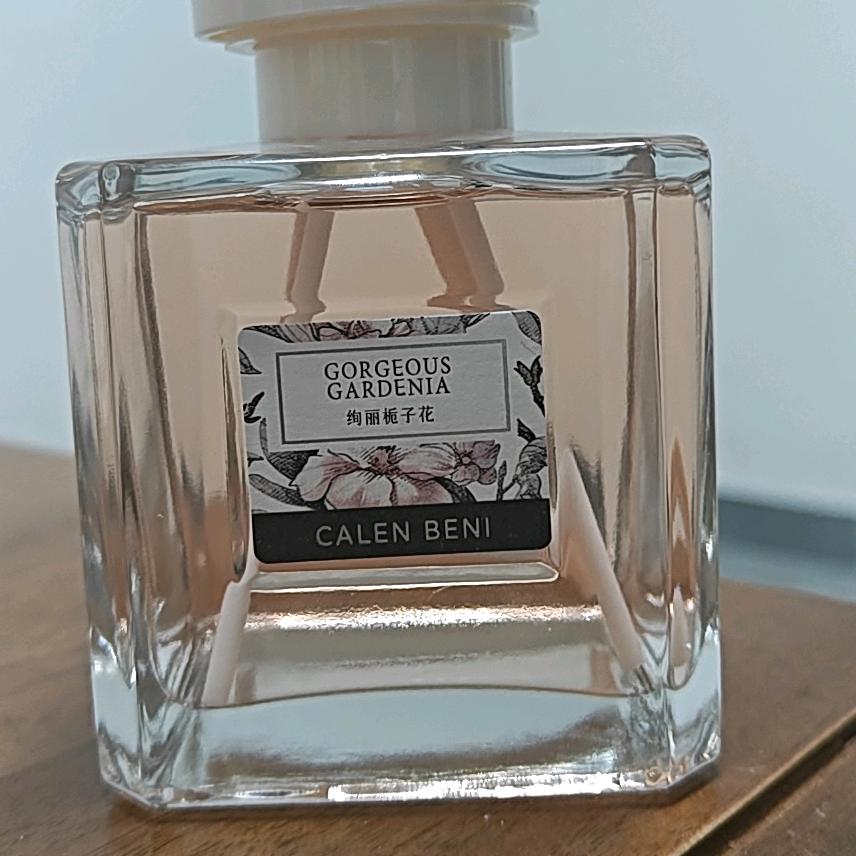 GORGEOUS
GARDENIA
绚丽栀子花
CALEN BENI